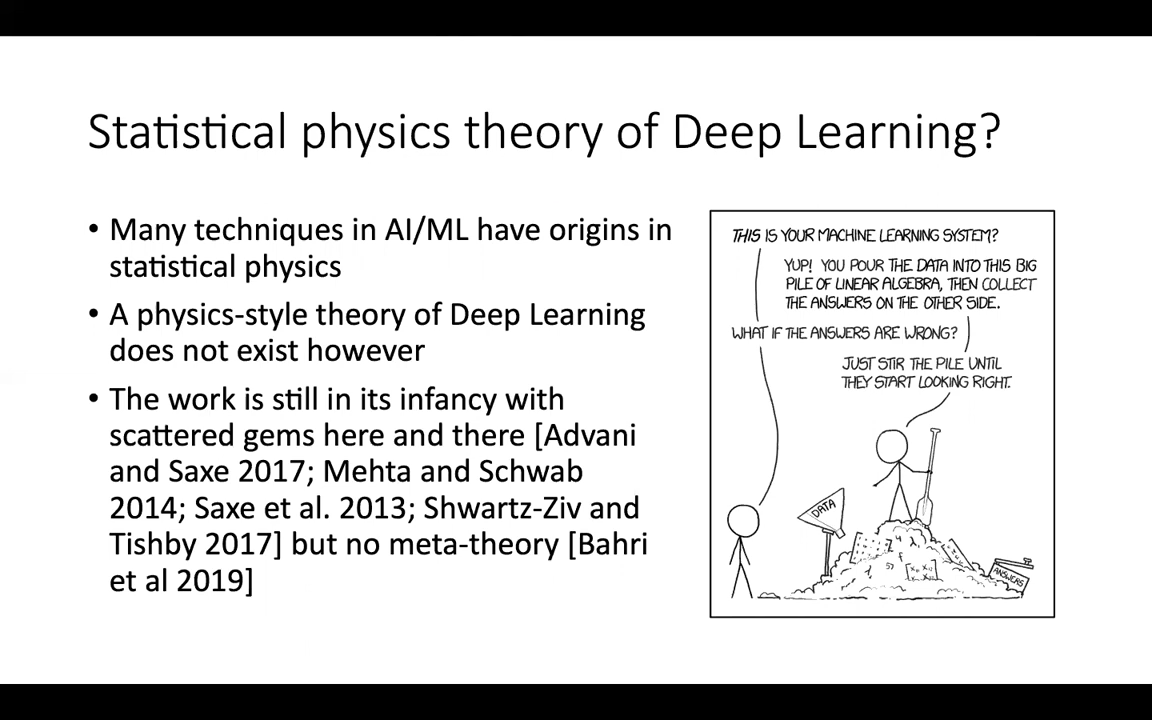 Statistical physics theory of Deep Learning?
• Many techniques in AI/ML have origins in
statistical physics
• A physics-style theory of Deep Learning
does not exist however
• The work is still in its infancy with
scattered gems here and there [Advani
and Saxe 2017; Mehta and Schwab
2014; Saxe et al. 2013; Shwartz-Ziv and
Tishby 2017] but no meta-theory [Bahri
et al 2019]
THIS IS YOUR MACHINE LEARNING SYSTEM?
YUP! YOU POUR THE DATA INTO THIS BIG
PILE OF LINEAR ALGEBRA, THEN COLLECT
THE ANSWERS ON THE OTHER SIDE.
WHAT IF THE ANSWERS ARE WRONG?
JUST STIR THE PILE UNTIL
THEY START LOOKING RIGHT.
DATA
ANSWERS